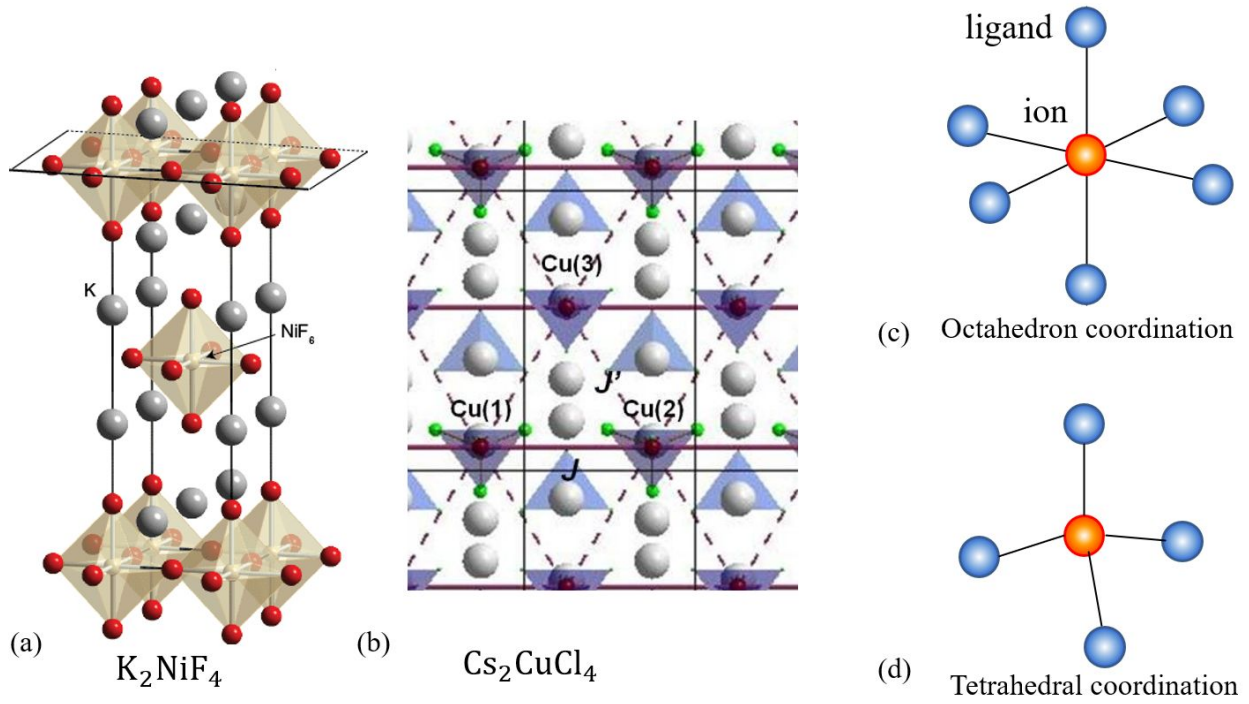 K
NiF₆
(a)
K₂NiF₄
Cu(3)
J'
Cu(1)
Cu(2)
J
(b)
Cs₂CuCl₄
ligand
ion
(c) Octahedron coordination
(d)
Tetrahedral coordination